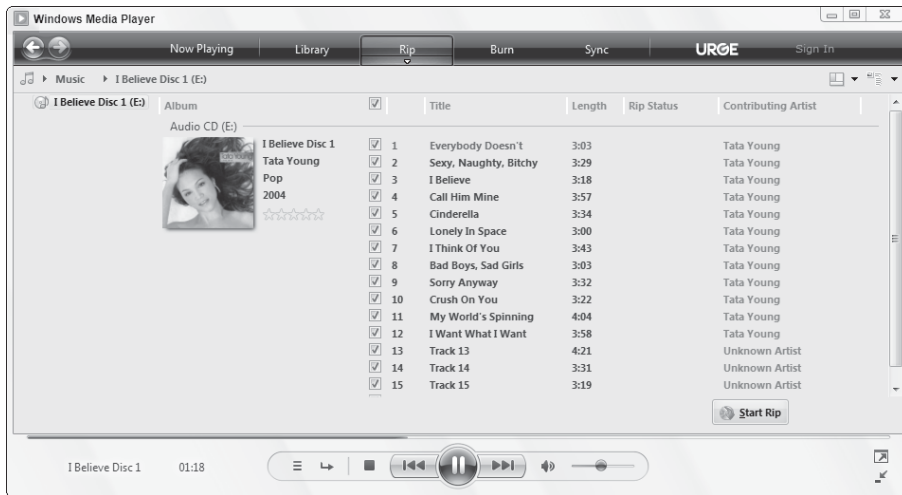 Windows Media Player
Now Playing Library Rip Burn Sync URGE Sign In
Music I Believe Disc 1 (E:)
I Believe Disc 1 (E:) Album Title Length Rip Status Contributing Artist
Audio CD (E:)
I Believe Disc 1
Tata Young
Pop
2004
1 Everybody Doesn't 3:03 Tata Young
2 Sexy, Naughty, Bitchy 3:29 Tata Young
3 I Believe 3:18 Tata Young
4 Call Him Mine 3:57 Tata Young
5 Cinderella 3:34 Tata Young
6 Lonely In Space 3:00 Tata Young
7 I Think Of You 3:43 Tata Young
8 Bad Boys, Sad Girls 3:03 Tata Young
9 Sorry Anyway 3:32 Tata Young
10 Crush On You 3:22 Tata Young
11 My World's Spinning 4:04 Tata Young
12 I Want What I Want 3:58 Tata Young
13 Track 13 4:21 Unknown Artist
14 Track 14 3:31 Unknown Artist
15 Track 15 3:19 Unknown Artist
Start Rip
I Believe Disc 1 01:18